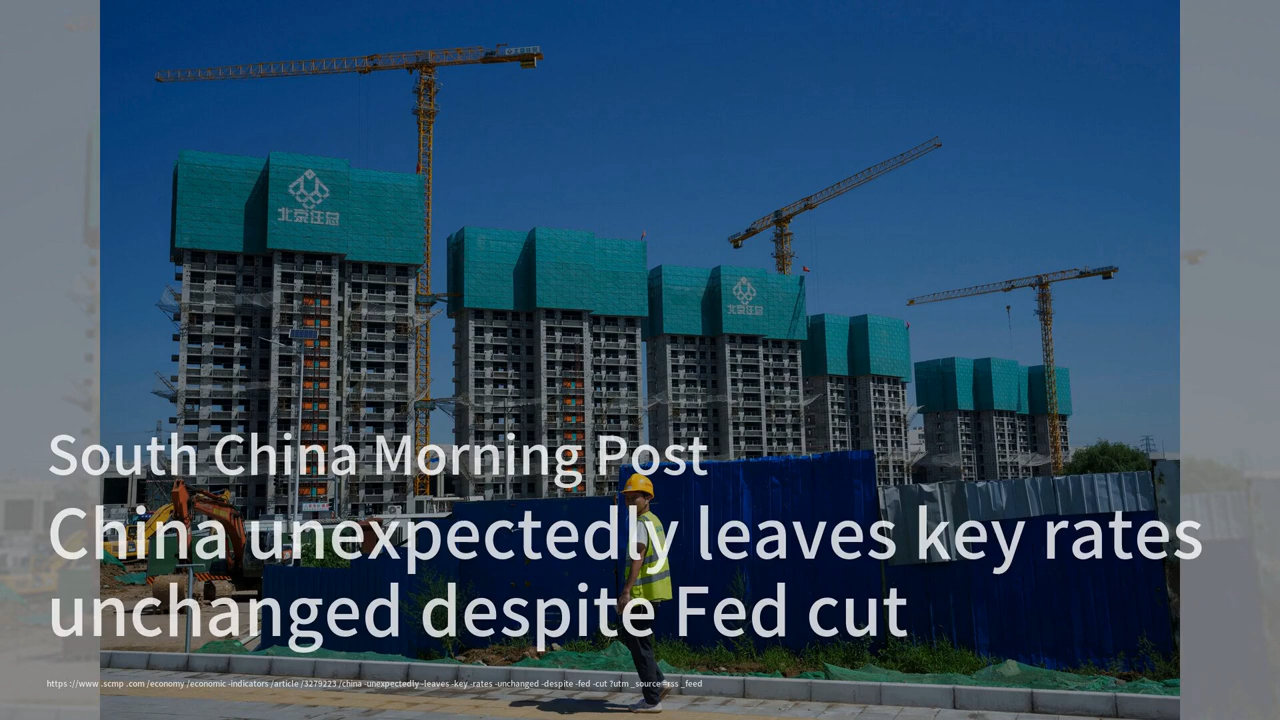 北京住总
北京住总
South China Morning Post
China unexpectedly leaves key rates
unchanged despite Fed cut
https://www.scmp.com/economy/economic-indicators/article/3279223/china-unexpectedly-leaves-key-rates-unchanged-despite-fed-cut?utm_source=rss_feed